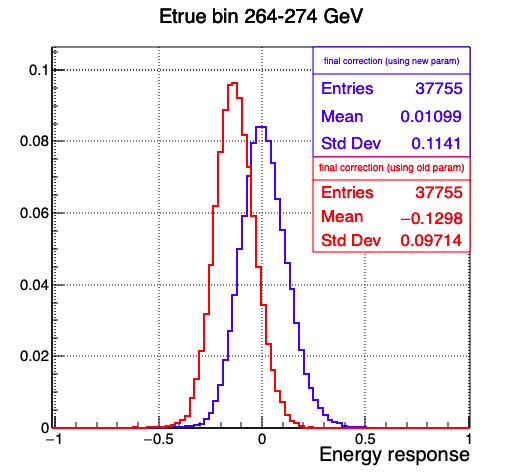 Etrue bin 264-274 GeV
final correction (using new param)
Entries 37755
Mean 0.01099
Std Dev 0.1141
final correction (using old param)
Entries 37755
Mean −0.1298
Std Dev 0.09714
0.1
0.08
0.06
0.04
0.02
0
−1 −0.5 0 0.5 1
Energy response